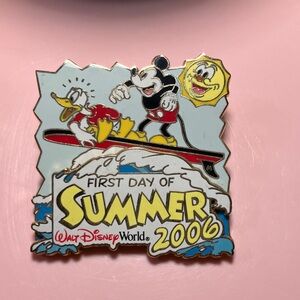 FIRST DAY OF
SUMMER
2006
Walt Disney World®